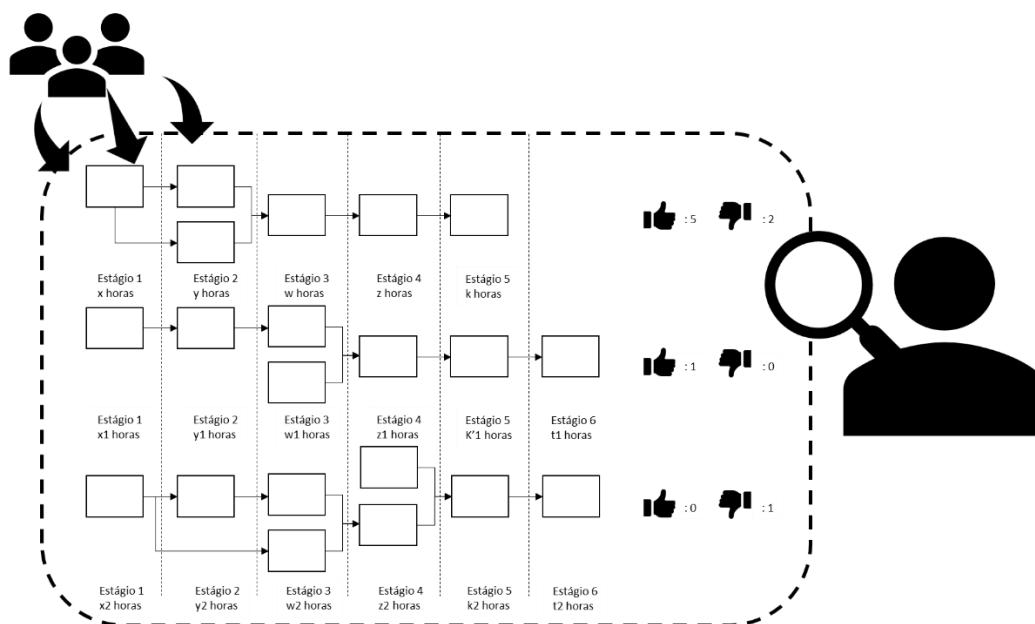 : 5
: 2
Estágio 1
x horas
Estágio 2
y horas
Estágio 3
w horas
Estágio 4
z horas
Estágio 5
k horas
: 1
: 0
Estágio 1
x1 horas
Estágio 2
y1 horas
Estágio 3
w1 horas
Estágio 4
z1 horas
Estágio 5
K'1 horas
Estágio 6
t1 horas
: 0
: 1
Estágio 1
x2 horas
Estágio 2
y2 horas
Estágio 3
w2 horas
Estágio 4
z2 horas
Estágio 5
k2 horas
Estágio 6
t2 horas